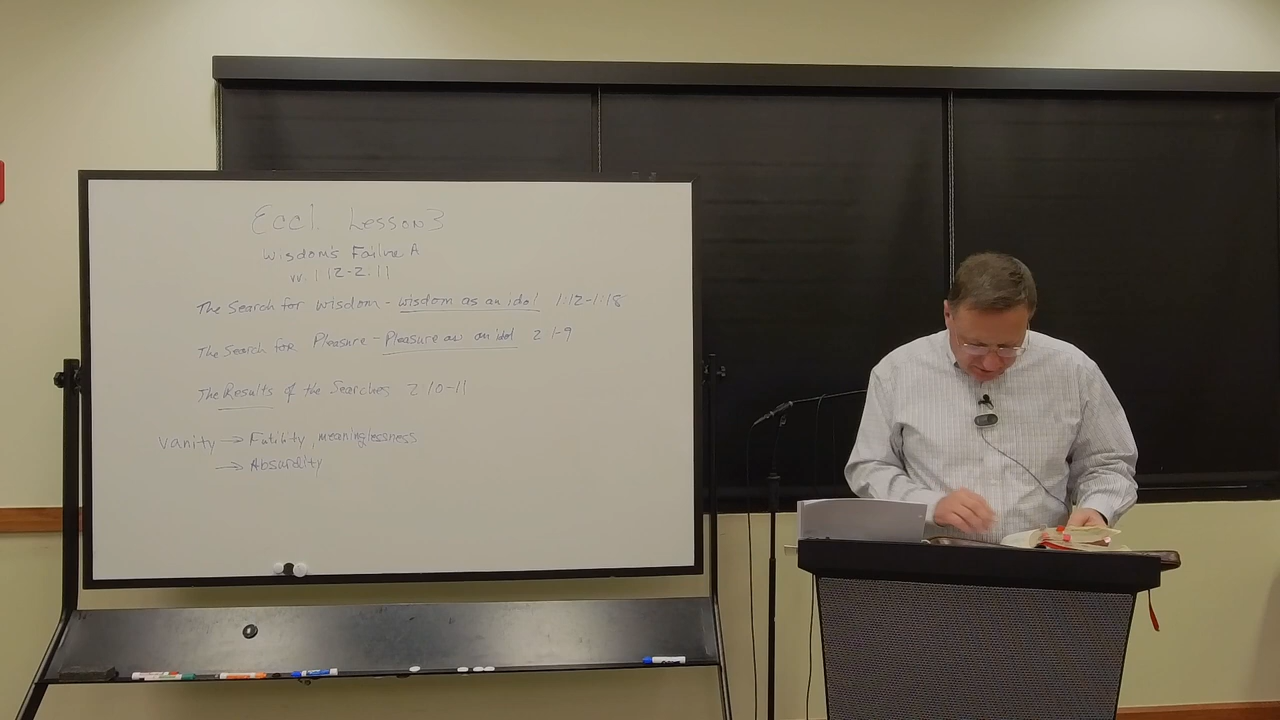 Eccl. Lesson 3
Wisdom's Failure A
vv. 1:12-2:11
The Search for Wisdom - wisdom as an idol 1:12-1:18
The Search for Pleasure - Pleasure as an idol 2 1-9
The Results of the Searches 2 10-11
vanity → Futility, meaninglessness
→ Absurdity